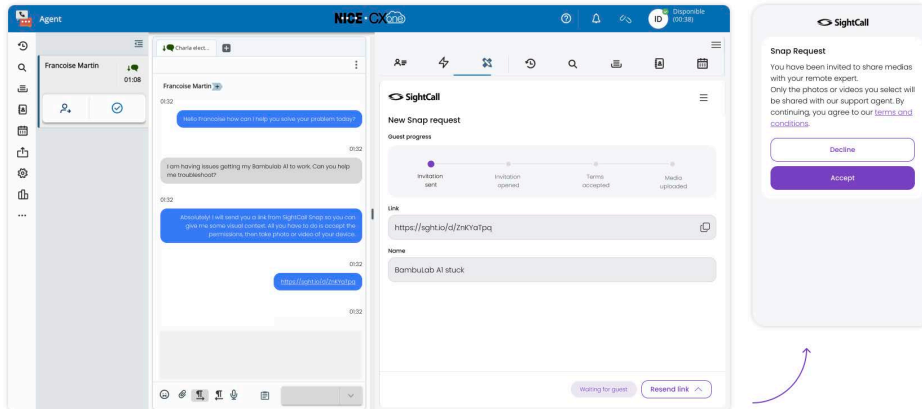 Agent
NICE CXone
ID
Disponible
(00:38)
Francoise Martin
01:08
Charla elect...
Francoise Martin
01:32
Hello Francoise how can I help you solve your problem today?
01:32
I am having issues getting my Bambulab A1 to work. Can you help
me troubleshoot?
01:32
Absolutely! I will send you a link from SightCall Snap so you can
give me some visual context. All you have to do is accept the
permissions, then take photo or video of your device.
01:32
https://sght.io/d/ZnKYaTpq
01:32
SightCall
New Snap request
Guest progress
Invitation
sent
Invitation
opened
Terms
accepted
Media
uploaded
Link
https://sght.io/d/ZnKYaTpq
Name
BambuLab A1 stuck
Waiting for guest
Resend link
SightCall
Snap Request
You have been invited to share medias
with your remote expert.
Only the photos or videos you select will
be shared with our support agent. By
continuing, you agree to our terms and
conditions.
Decline
Accept